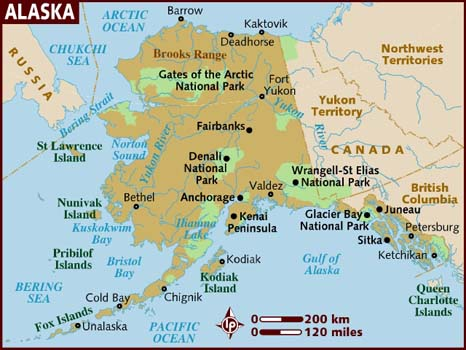 ALASKA
ARCTIC
OCEAN
Barrow
Kaktovik
Deadhorse
CHUKCHI
SEA
Brooks Range
Northwest
Territories
RUSSIA
Gates of the Arctic
National Park
Fort
Yukon
Bering Strait
Yukon
River
Yukon
Territory
Fairbanks
St Lawrence
Island
Norton
Sound
Yukon River
CANADA
Denali
National
Park
Wrangell-St Elias
National Park
British
Columbia
Nunivak
Island
Bethel
Anchorage
Valdez
Kuskokwim
Bay
Iliamna
Lake
Kenai
Peninsula
Glacier Bay
National Park
Juneau
Petersburg
Sitka
Ketchikan
Pribilof
Islands
Bristol
Bay
Kodiak
Gulf of
Alaska
Kodiak
Island
BERING
SEA
Cold Bay
Chignik
Queen
Charlotte
Islands
Fox Islands
Unalaska
PACIFIC
OCEAN
lp
0 200 km
0 120 miles